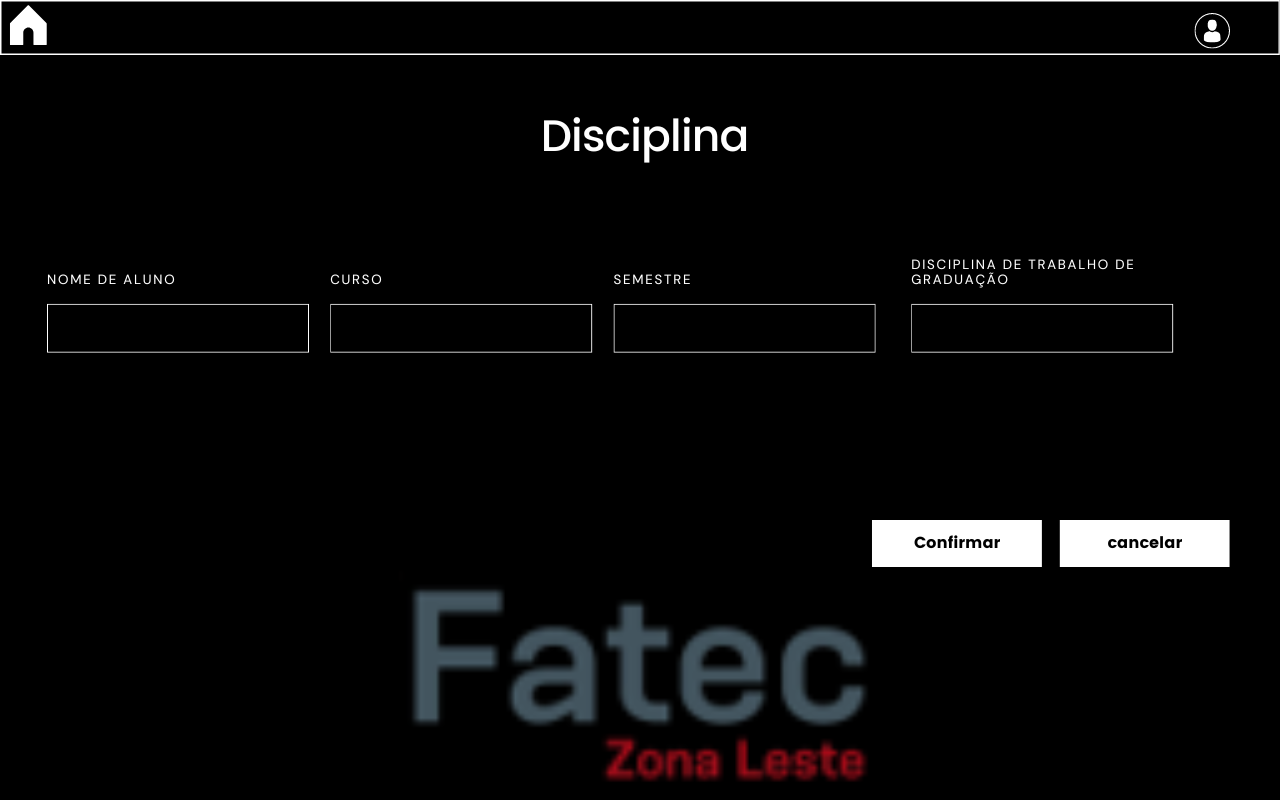 Disciplina
NOME DE ALUNO
CURSO
SEMESTRE
DISCIPLINA DE TRABALHO DE
GRADUAÇÃO
Confirmar
cancelar
Fatec
Zona Leste